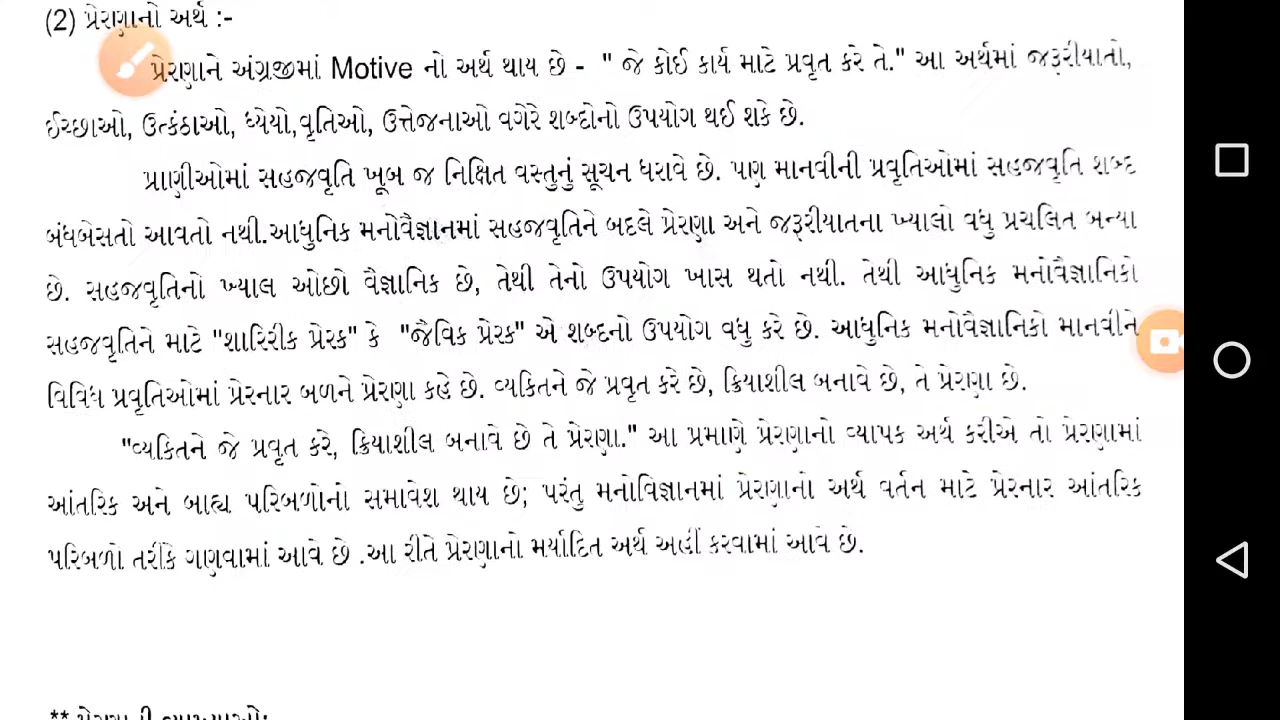 (2) પ્રેરણાનો અર્થ :-
પ્રેરણાને અંગ્રજીમાં Motive નો અર્થ થાય છે - " જે કોઈ કાર્ય માટે પ્રવૃત કરે તે." આ અર્થમાં જરૂરીયાતો,
ઈચ્છાઓ, ઉત્કંઠાઓ, ધ્યેયો,વૃતિઓ, ઉત્તેજનાઓ વગેરે શબ્દોનો ઉપયોગ થઈ શકે છે.
પ્રાણીઓમાં સહજવૃતિ ખૂબ જ નિક્ષિત વસ્તુનું સૂચન ધરાવે છે. પણ માનવીની પ્રવૃતિઓમાં સહજવૃતિ શબ્દ
બંધબેસતો આવતો નથી.આધુનિક મનોવૈજ્ઞાનમાં સહજવૃતિને બદલે પ્રેરણા અને જરૂરીયાતના ખ્યાલો વધુ પ્રચલિત બન્યા
છે. સહજવૃતિનો ખ્યાલ ઓછો વૈજ્ઞાનિક છે, તેથી તેનો ઉપયોગ ખાસ થતો નથી. તેથી આધુનિક મનોવૈજ્ઞાનિકો
સહજવૃતિને માટે "શારિરીક પ્રેરક" કે "જૈવિક પ્રેરક" એ શબ્દનો ઉપયોગ વધુ કરે છે. આધુનિક મનોવૈજ્ઞાનિકો માનવીને
વિવિધ પ્રવૃતિઓમાં પ્રેરનાર બળને પ્રેરણા કહે છે. વ્યકિતને જે પ્રવૃત કરે છે, ક્રિયાશીલ બનાવે છે, તે પ્રેરણા છે.
"વ્યકિતને જે પ્રવૃત કરે, ક્રિયાશીલ બનાવે છે તે પ્રેરણા." આ પ્રમાણે પ્રેરણાનો વ્યાપક અર્થ કરીએ તો પ્રેરણામાં
આંતરિક અને બાહ્ય પરિબળોનો સમાવેશ થાય છે; પરંતુ મનોવિજ્ઞાનમાં પ્રેરણાનો અર્થ વર્તન માટે પ્રેરનાર આંતરિક
પરિબળો તરીકે ગણવામાં આવે છે .આ રીતે પ્રેરણાનો મર્યાદિત અર્થ અહીં કરવામાં આવે છે.
** પ્રેરણાની વ્યાખ્યાઓ: